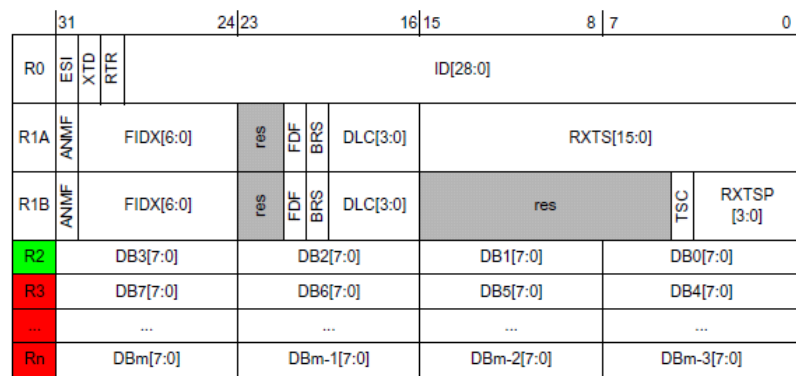 31 24 23 16 15 8 7 0
R0 ESI XTD RTR ID[28:0]
R1A ANMF FIDX[6:0] res FDF BRS DLC[3:0] RXTS[15:0]
R1B ANMF FIDX[6:0] res FDF BRS DLC[3:0] res TSC RXTSP
[3:0]
R2 DB3[7:0] DB2[7:0] DB1[7:0] DB0[7:0]
R3 DB7[7:0] DB6[7:0] DB5[7:0] DB4[7:0]
... ... ... ... ...
Rn DBm[7:0] DBm-1[7:0] DBm-2[7:0] DBm-3[7:0]